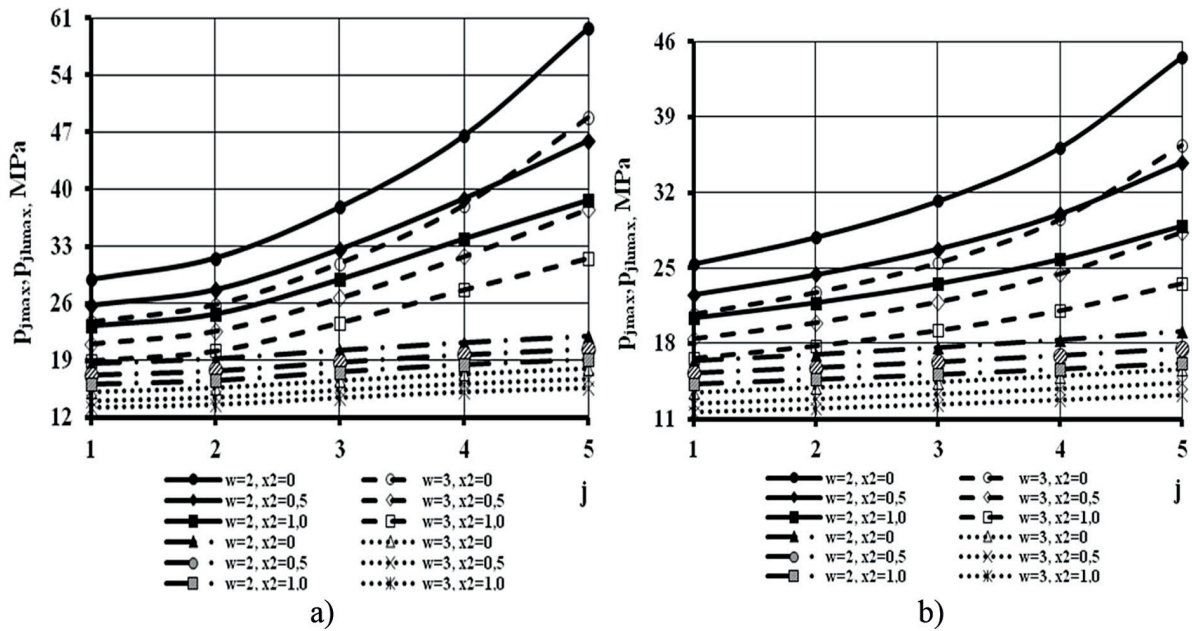 61
54
47
40
33
26
19
12
Pjmax, Pjhmax, MPa
1 2 3 4 5
j
w=2, x2=0
w=2, x2=0,5
w=2, x2=1,0
w=2, x2=0
w=2, x2=0,5
w=2, x2=1,0
w=3, x2=0
w=3, x2=0,5
w=3, x2=1,0
w=3, x2=0
w=3, x2=0,5
w=3, x2=1,0
a)
46
39
32
25
18
11
Pjmax, Pjhmax, MPa
1 2 3 4 5
j
w=2, x2=0
w=2, x2=0,5
w=2, x2=1,0
w=2, x2=0
w=2, x2=0,5
w=2, x2=1,0
w=3, x2=0
w=3, x2=0,5
w=3, x2=1,0
w=3, x2=0
w=3, x2=0,5
w=3, x2=1,0
b)